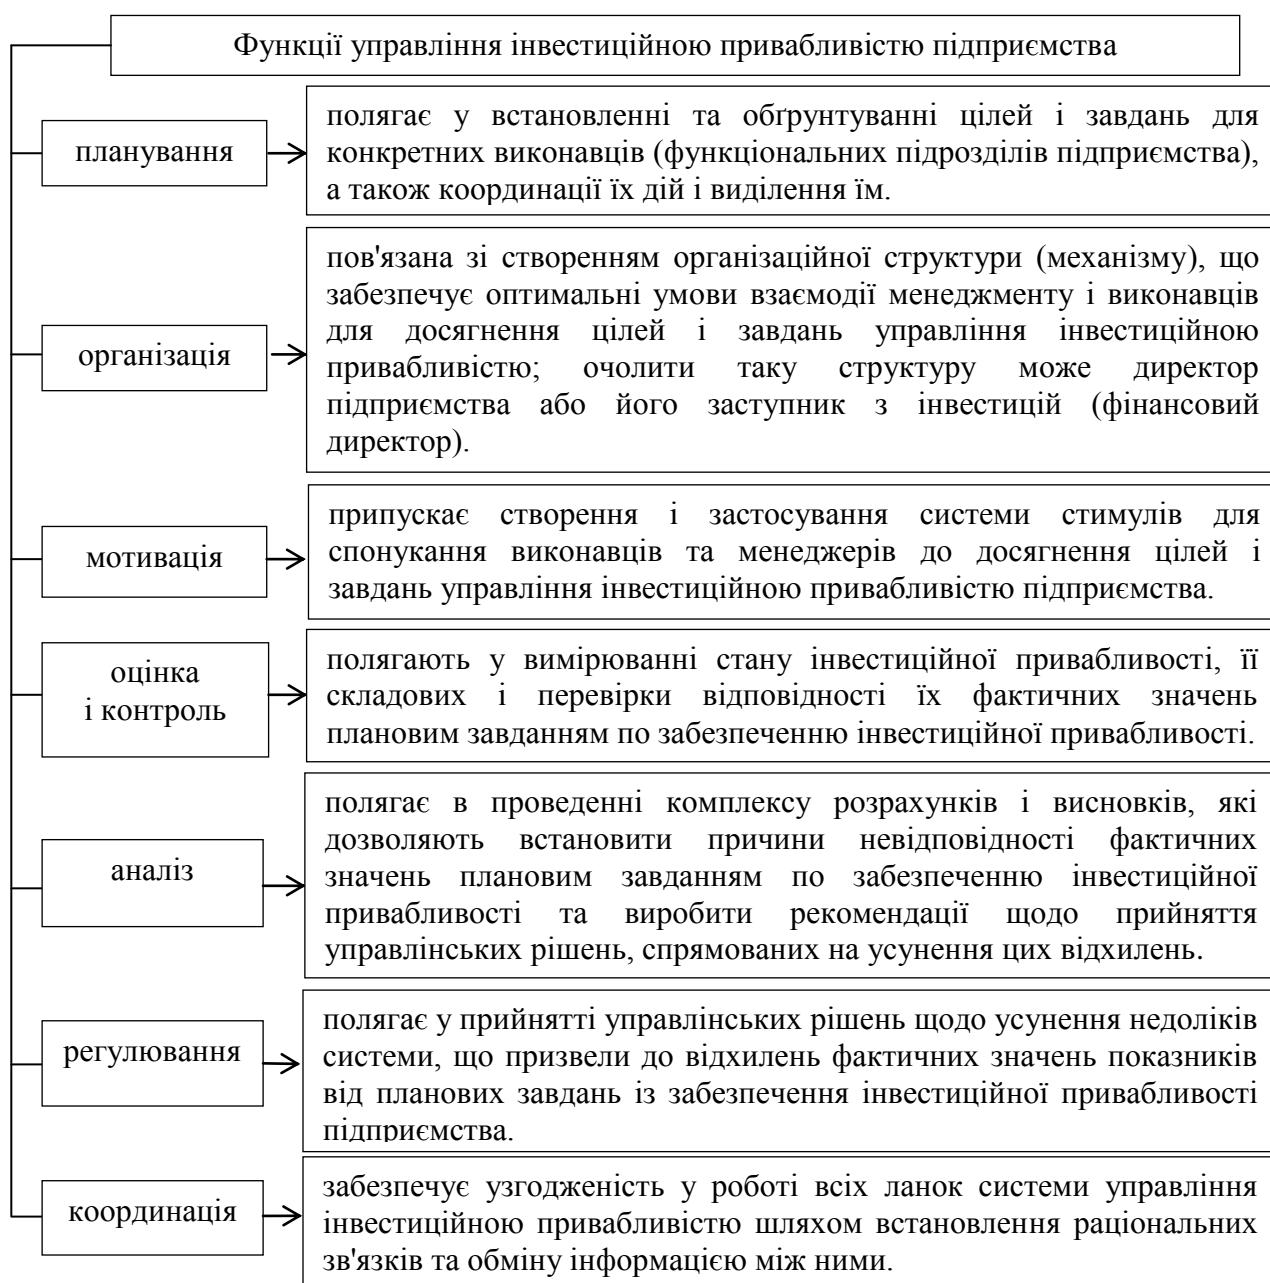 Функції управління інвестиційною привабливістю підприємства
планування
полягає у встановленні та обґрунтуванні цілей і завдань для
конкретних виконавців (функціональних підрозділів підприємства),
а також координації їх дій і виділення їм.
організація
пов'язана зі створенням організаційної структури (механізму), що
забезпечує оптимальні умови взаємодії менеджменту і виконавців
для досягнення цілей і завдань управління інвестиційною
привабливістю; очолити таку структуру може директор
підприємства або його заступник з інвестицій (фінансовий
директор).
мотивація
припускає створення і застосування системи стимулів для
спонукання виконавців та менеджерів до досягнення цілей і
завдань управління інвестиційною привабливістю підприємства.
оцінка
і контроль
полягають у вимірюванні стану інвестиційної привабливості, її
складових і перевірки відповідності їх фактичних значень
плановим завданням по забезпеченню інвестиційної привабливості.
аналіз
полягає в проведенні комплексу розрахунків і висновків, які
дозволяють встановити причини невідповідності фактичних
значень плановим завданням по забезпеченню інвестиційної
привабливості та виробити рекомендації щодо прийняття
управлінських рішень, спрямованих на усунення цих відхилень.
регулювання
полягає у прийнятті управлінських рішень щодо усунення недоліків
системи, що призвели до відхилень фактичних значень показників
від планових завдань із забезпечення інвестиційної привабливості
підприємства.
координація
забезпечує узгодженість у роботі всіх ланок системи управління
інвестиційною привабливістю шляхом встановлення раціональних
зв'язків та обміну інформацією між ними.